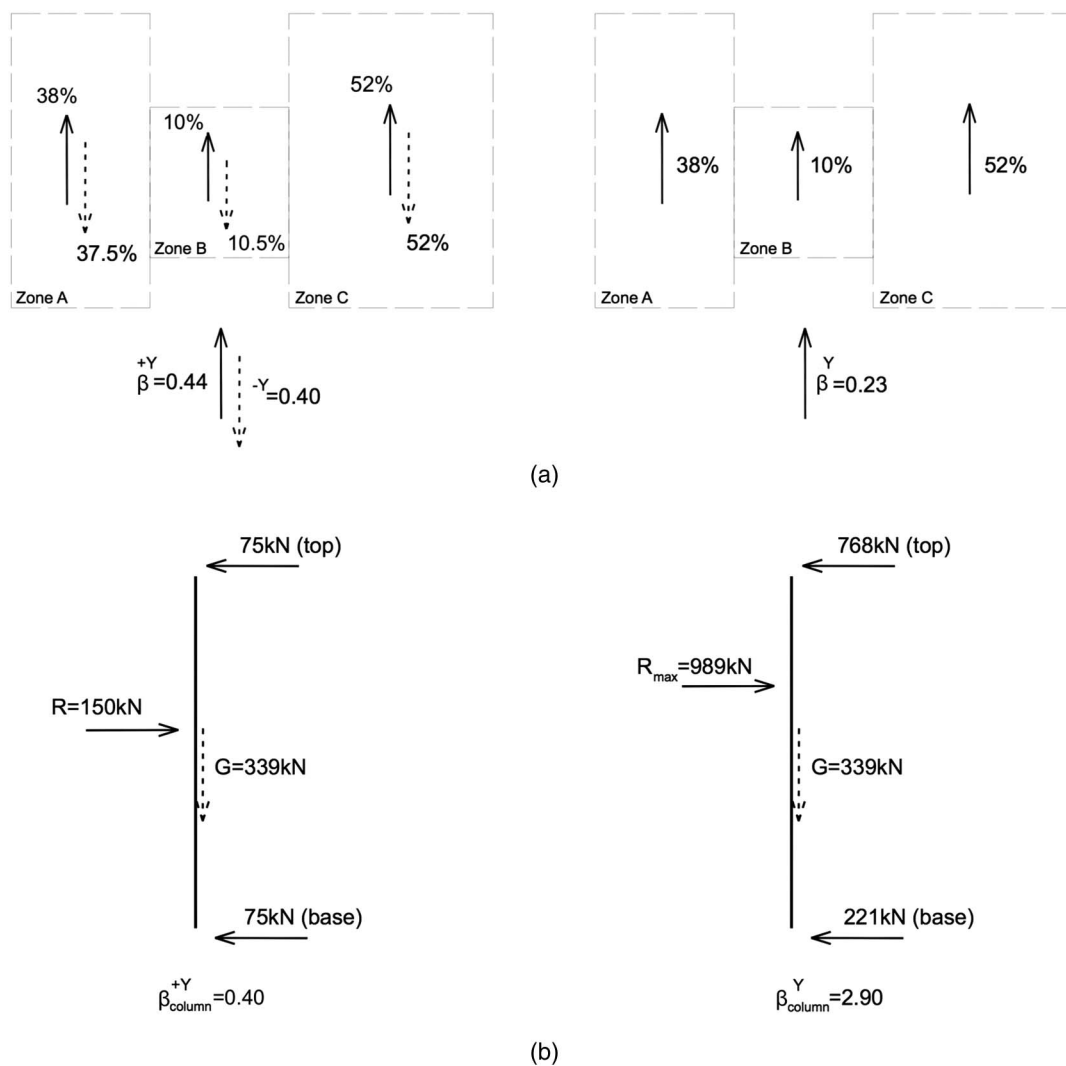 38%
37.5%
Zone A
10%
10.5%
Zone B
52%
52%
Zone C
+Y
β=0.44
-Y=0.40
38%
Zone A
10%
Zone B
52%
Zone C
Y
β=0.23
(a)
75kN (top)
R=150kN
G=339kN
75kN (base)
+Y
βcolumn=0.40
768kN (top)
Rmax=989kN
G=339kN
221kN (base)
Y
βcolumn=2.90
(b)